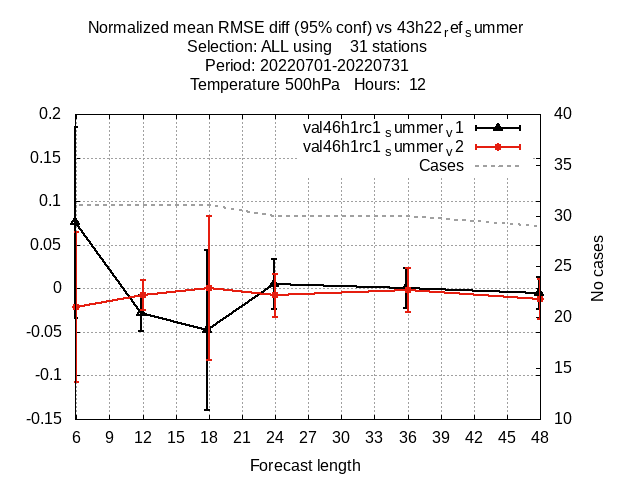 Normalized mean RMSE diff (95% conf) vs 43h22refsummer
Selection: ALL using 31 stations
Period: 20220701-20220731
Temperature 500hPa Hours: 12
0.2
0.15
0.1
0.05
0
-0.05
-0.1
-0.15
40
35
30
25
20
15
10
val46h1rc1summerv1
val46h1rc1summerv2
Cases
No cases
6 9 12 15 18 21 24 27 30 33 36 39 42 45 48
Forecast length